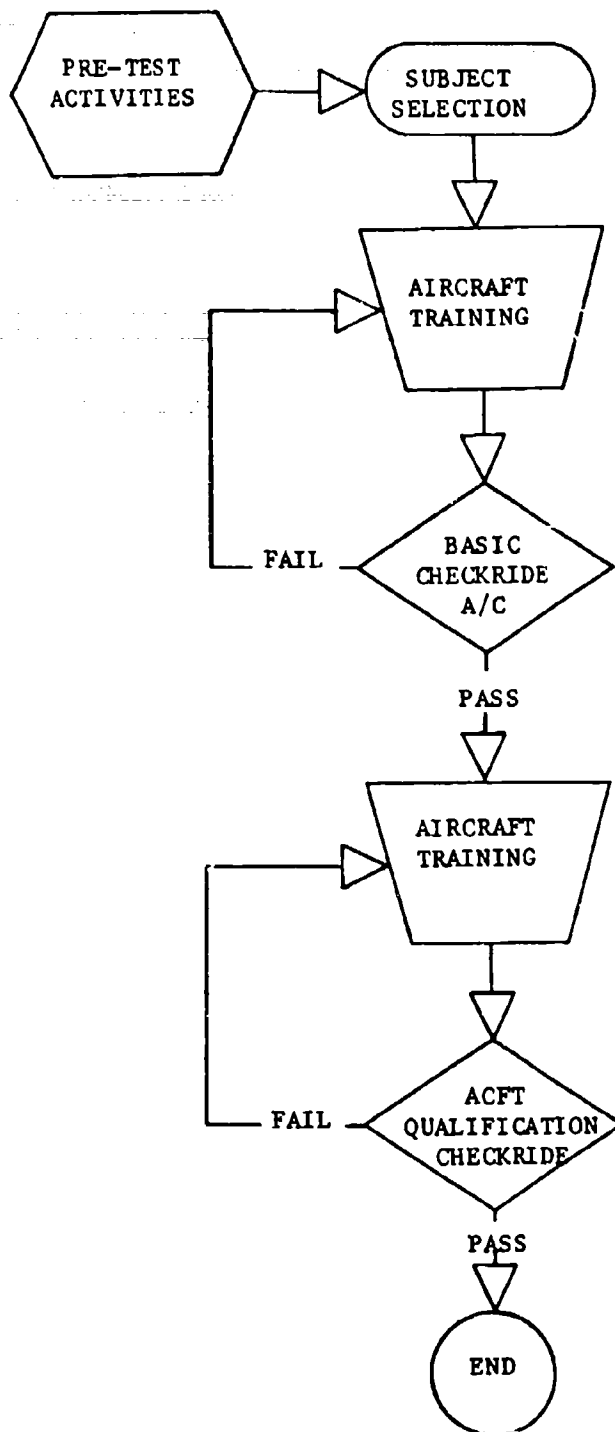 PRE-TEST
ACTIVITIES
SUBJECT
SELECTION
AIRCRAFT
TRAINING
BASIC
CHECKRIDE
A/C
FAIL
PASS
AIRCRAFT
TRAINING
ACFT
QUALIFICATION
CHECKRIDE
FAIL
PASS
END